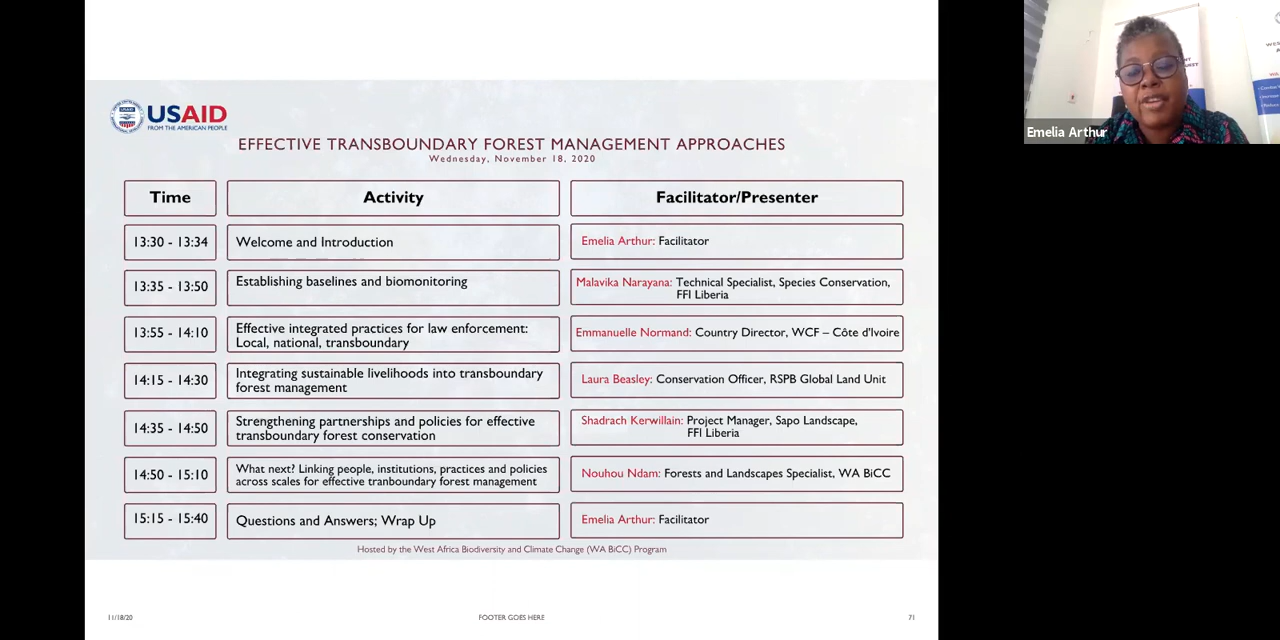 USAID
FROM THE AMERICAN PEOPLE
EFFECTIVE TRANSBOUNDARY FOREST MANAGEMENT APPROACHES
Wednesday, November 18, 2020
Time Activity Facilitator/Presenter
13:30 - 13:34 Welcome and Introduction Emelia Arthur: Facilitator
13:35 - 13:50 Establishing baselines and biomonitoring Malavika Narayana: Technical Specialist, Species Conservation,
FFI Liberia
13:55 - 14:10 Effective integrated practices for law enforcement:
Local, national, transboundary
Emmanuelle Normand: Country Director, WCF – Côte d'Ivoire
14:15 - 14:30 Integrating sustainable livelihoods into transboundary
forest management
Laura Beasley: Conservation Officer, RSPB Global Land Unit
14:35 - 14:50 Strengthening partnerships and policies for effective
transboundary forest conservation
Shadrach Kerwillain: Project Manager, Sapo Landscape,
FFI Liberia
14:50 - 15:10 What next? Linking people, institutions, practices and policies
across scales for effective tranboundary forest management
Nouhou Ndam: Forests and Landscapes Specialist, WA BiCC
15:15 - 15:40 Questions and Answers; Wrap Up Emelia Arthur: Facilitator
Hosted by the West Africa Biodiversity and Climate Change (WA BiCC) Program
11/18/20 FOOTER GOES HERE 71
Emelia Arthur